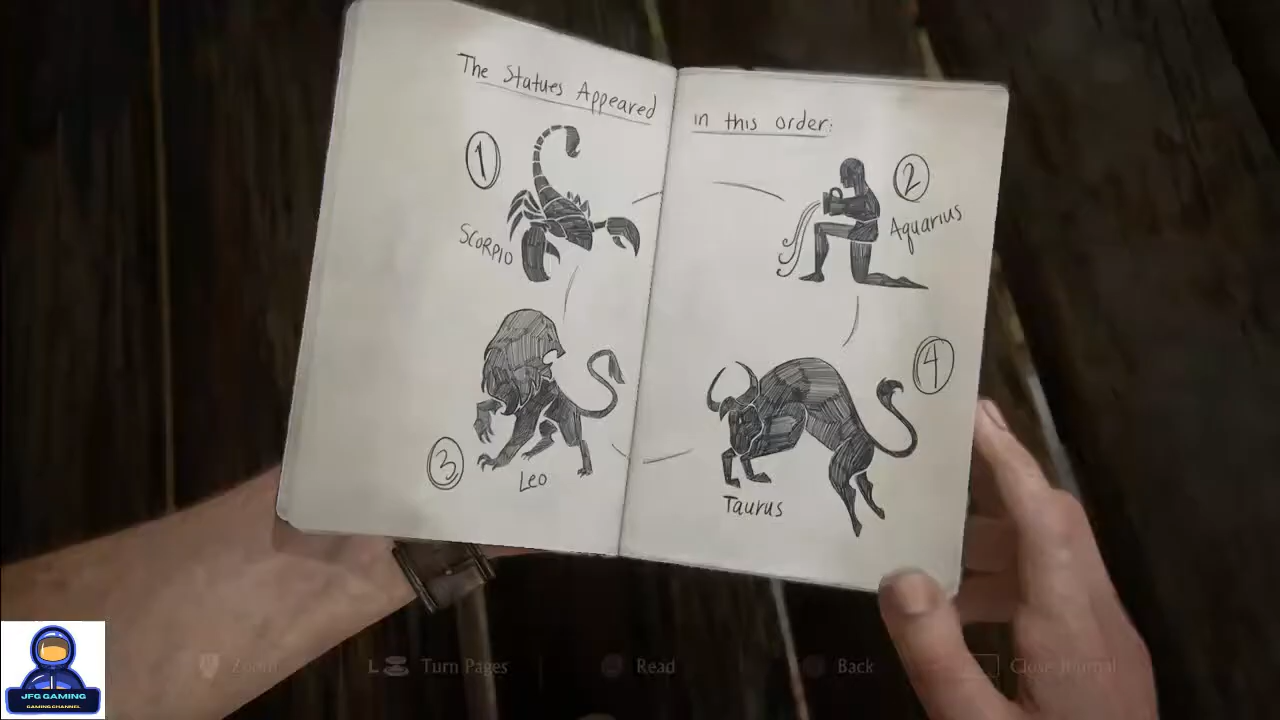 The Statues Appeared in this order:
1
SCORPIO
2
Aquarius
3
Leo
4
Taurus
Zoom
L Turn Pages
Read
Back
Close Journal
JFG GAMING
GAMING CHANNEL